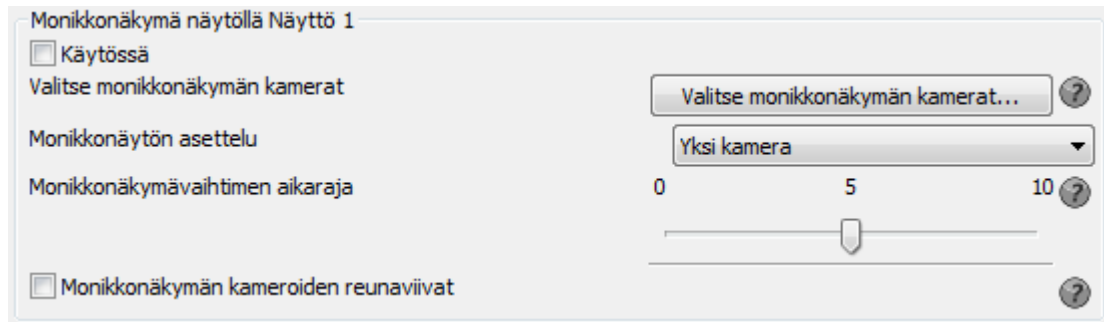 Monikkonäkymä näytöllä Näyttö 1
Käytössä
Valitse monikkonäkymän kamerat Valitse monikkonäkymän kamerat... ?
Monikkonäytön asettelu Yksi kamera
Monikkonäkymävaihtimen aikaraja 0 5 10 ?
Monikkonäkymän kameroiden reunaviivat ?